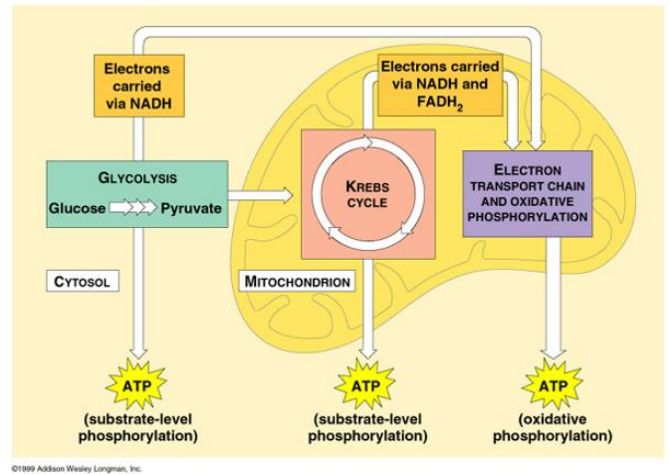 Electrons
carried
via NADH
Electrons carried
via NADH and
FADH₂
GLYCOLYSIS
Glucose Pyruvate
KREBS
CYCLE
ELECTRON
TRANSPORT CHAIN
AND OXIDATIVE
PHOSPHORYLATION
CYTOSOL
MITOCHONDRION
ATP
(substrate-level
phosphorylation)
ATP
(substrate-level
phosphorylation)
ATP
(oxidative
phosphorylation)
©1999 Addison Wesley Longman, Inc.